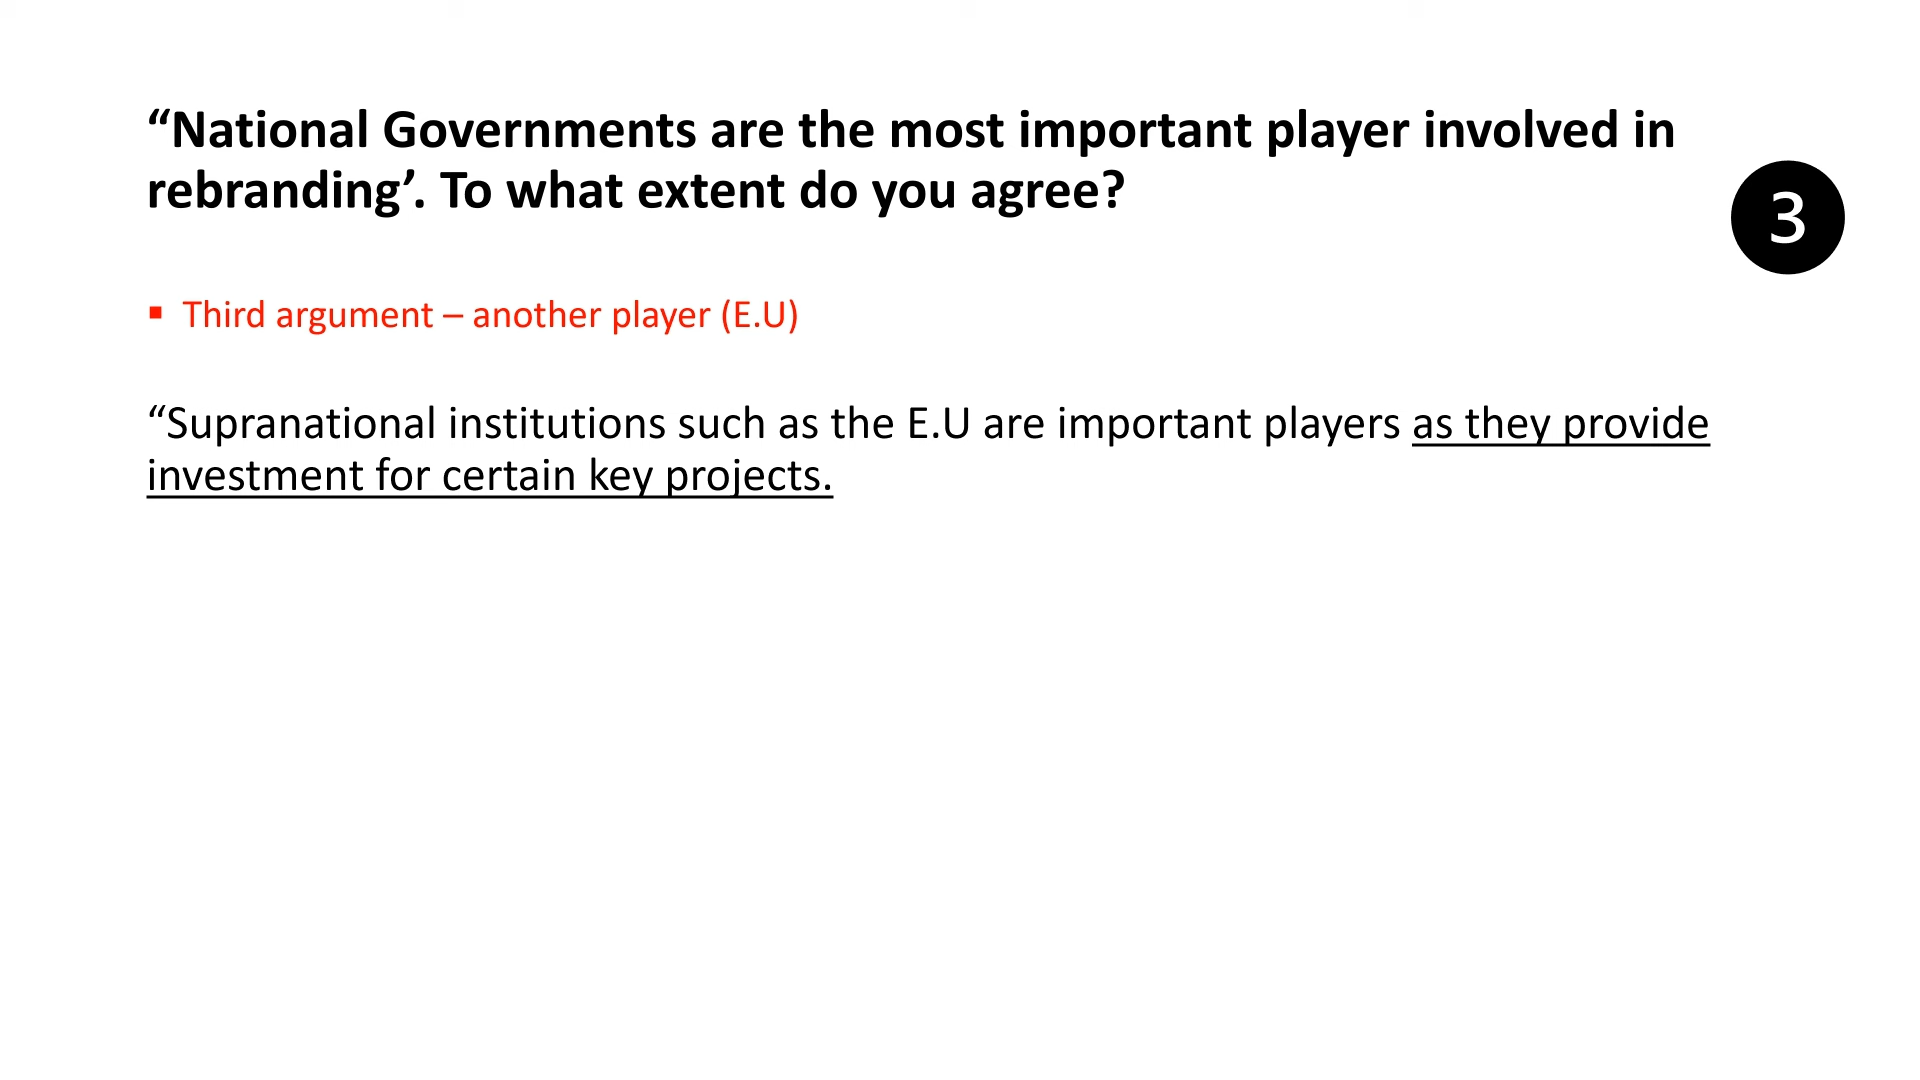 “National Governments are the most important player involved in
rebranding’. To what extent do you agree?
3
▪ Third argument – another player (E.U)
“Supranational institutions such as the E.U are important players as they provide
investment for certain key projects.